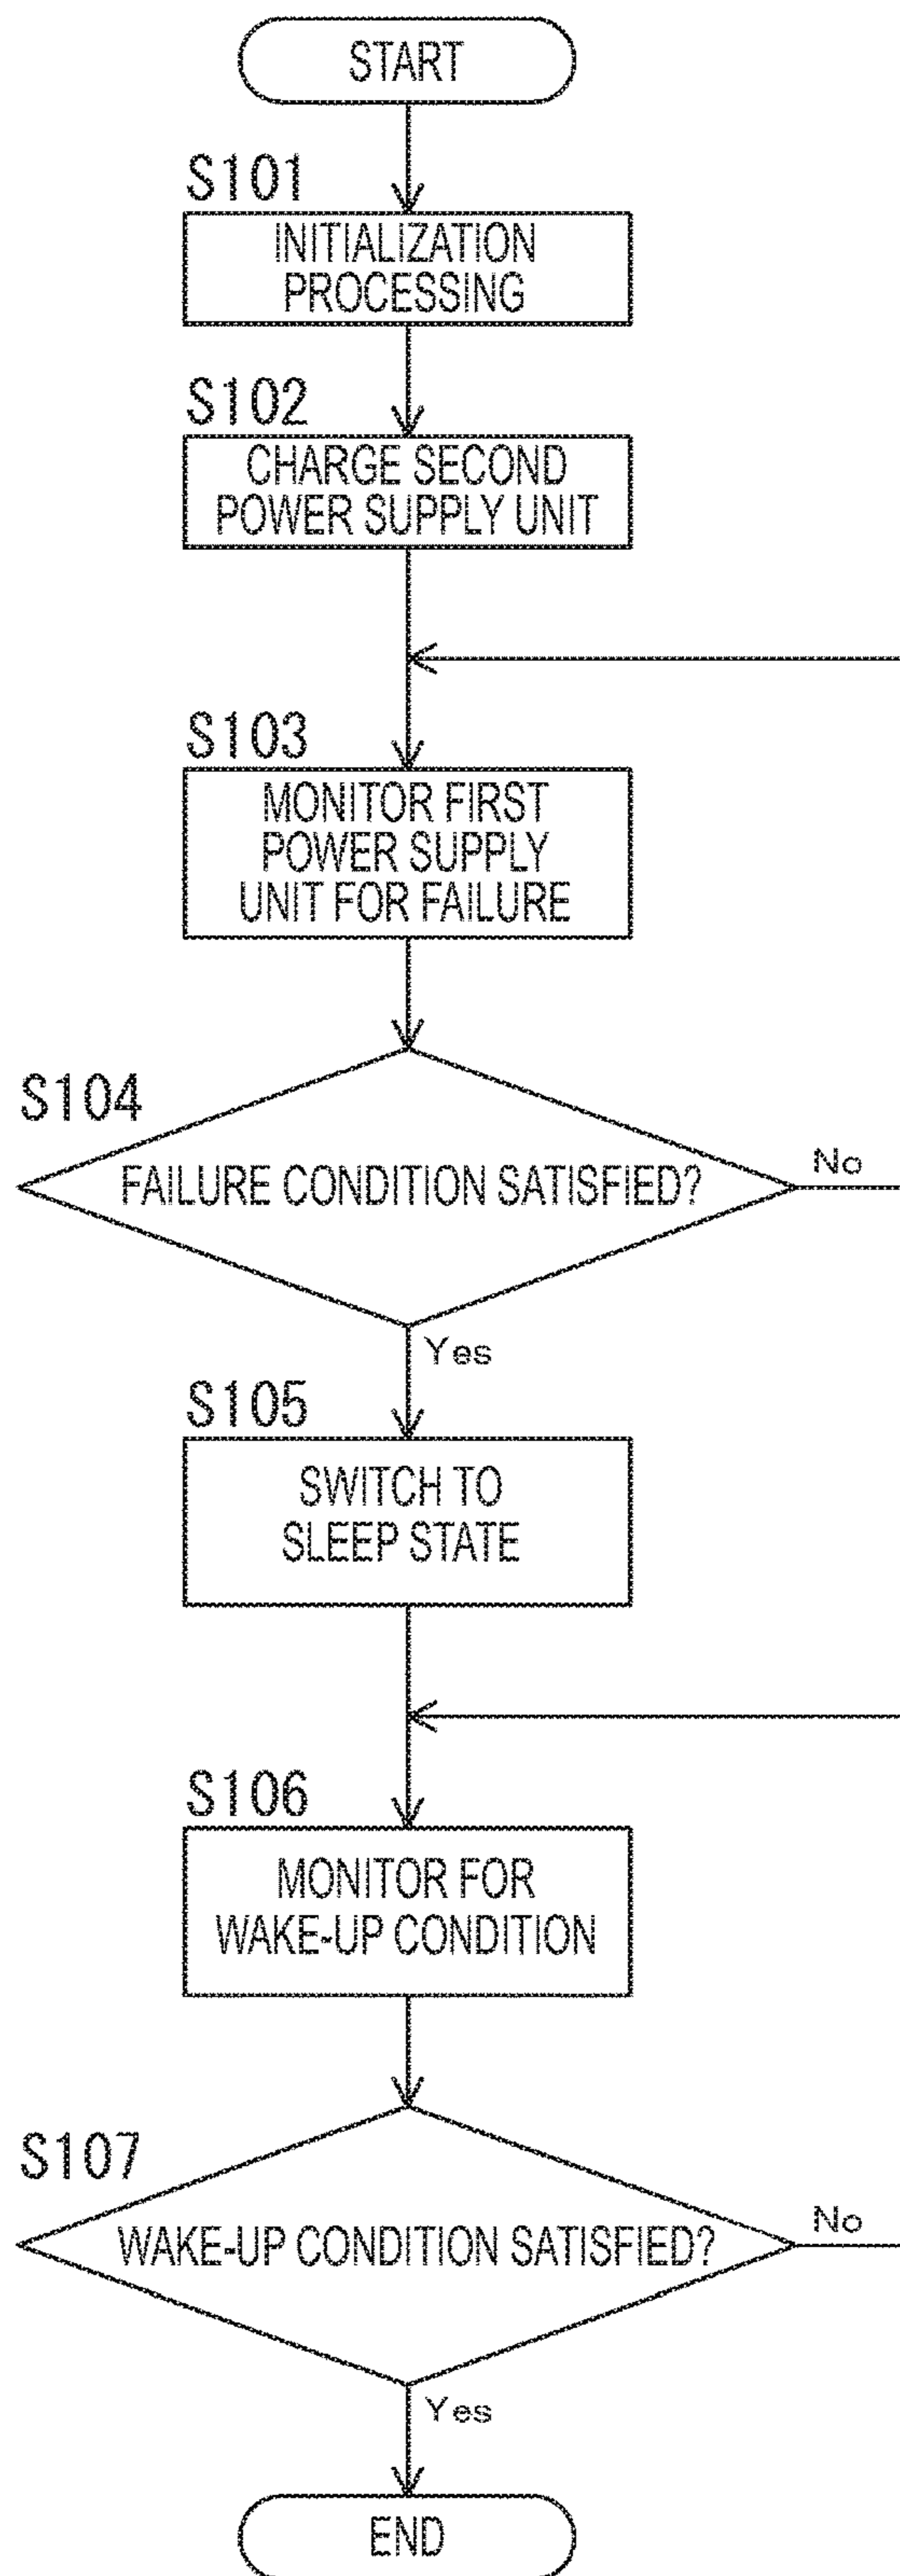 START
S101
INITIALIZATION
PROCESSING
S102
CHARGE SECOND
POWER SUPPLY UNIT
S103
MONITOR FIRST
POWER SUPPLY
UNIT FOR FAILURE
S104
FAILURE CONDITION SATISFIED?
No
Yes
S105
SWITCH TO
SLEEP STATE
S106
MONITOR FOR
WAKE-UP CONDITION
S107
WAKE-UP CONDITION SATISFIED?
No
Yes
END